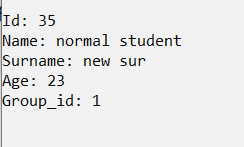 Id: 35
Name: normal student
Surname: new sur
Age: 23
Group_id: 1